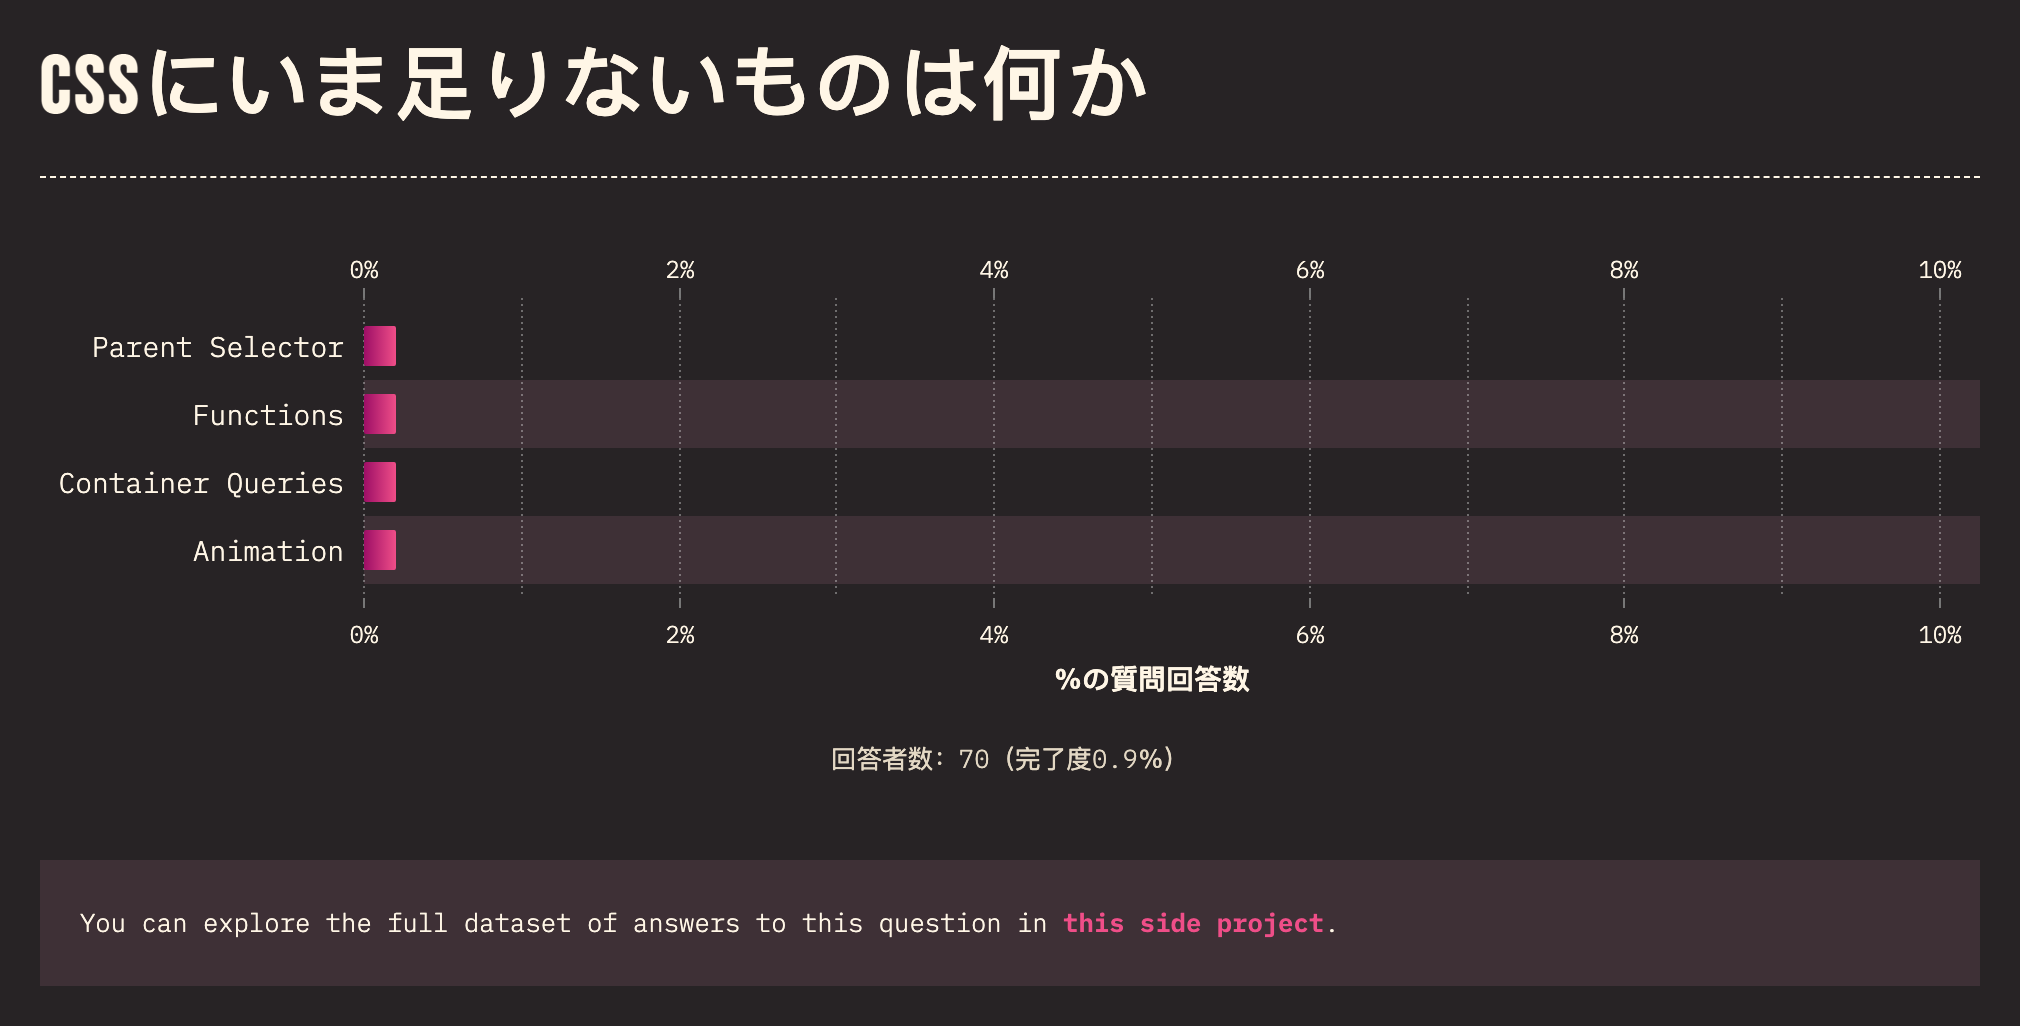 CSSにいま足りないものは何か
0% 2% 4% 6% 8% 10%
Parent Selector
Functions
Container Queries
Animation
0% 2% 4% 6% 8% 10%
%の質問回答数
回答者数: 70 (完了度0.9%)
You can explore the full dataset of answers to this question in this side project.